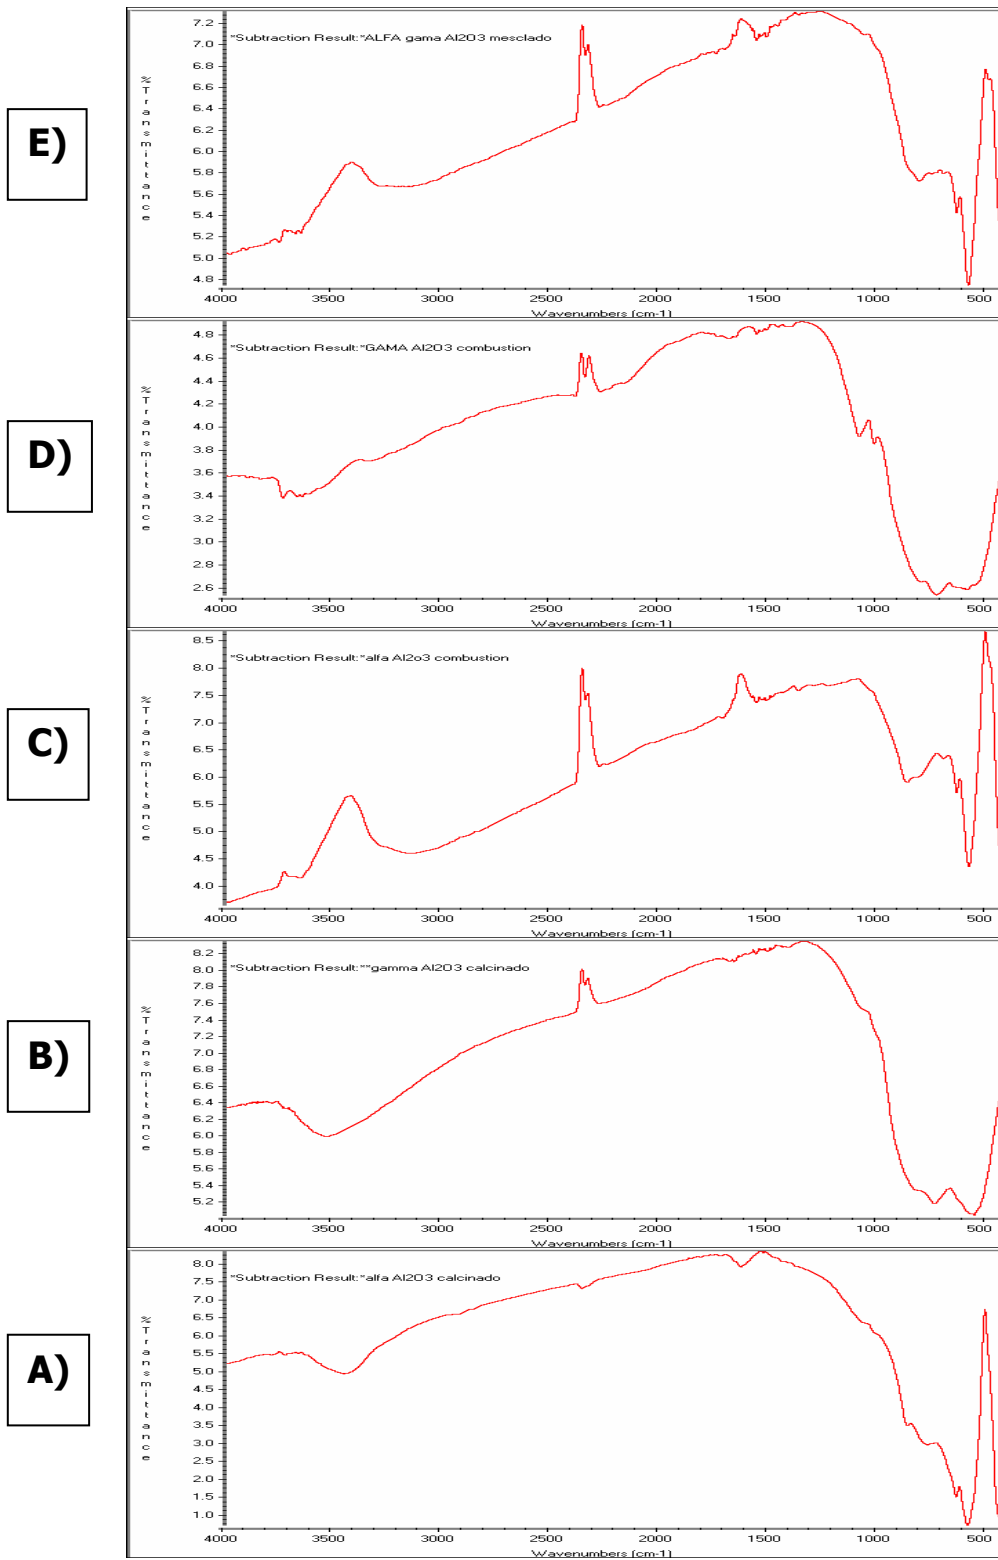 E)
"Subtraction Result:"ALFA gama Al2O3 mesclado
%Transmittance
7.2
7.0
6.8
6.6
6.4
6.2
6.0
5.8
5.6
5.4
5.2
5.0
4.8
4000 3500 3000 2500 2000 1500 1000 500
Wavenumbers (cm-1)
D)
"Subtraction Result:"GAMA Al2O3 combustion
%Transmittance
4.8
4.6
4.4
4.2
4.0
3.8
3.6
3.4
3.2
3.0
2.8
2.6
4000 3500 3000 2500 2000 1500 1000 500
Wavenumbers (cm-1)
C)
"Subtraction Result:"alfa Al2o3 combustion
%Transmittance
8.5
8.0
7.5
7.0
6.5
6.0
5.5
5.0
4.5
4.0
4000 3500 3000 2500 2000 1500 1000 500
Wavenumbers (cm-1)
B)
"Subtraction Result:""gamma Al2O3 calcinado
%Transmittance
8.2
8.0
7.8
7.6
7.4
7.2
7.0
6.8
6.6
6.4
6.2
6.0
5.8
5.6
5.4
5.2
4000 3500 3000 2500 2000 1500 1000 500
Wavenumbers (cm-1)
A)
"Subtraction Result:"alfa Al2O3 calcinado
%Transmittance
8.0
7.5
7.0
6.5
6.0
5.5
5.0
4.5
4.0
3.5
3.0
2.5
2.0
1.5
1.0
4000 3500 3000 2500 2000 1500 1000 500
Wavenumbers (cm-1)